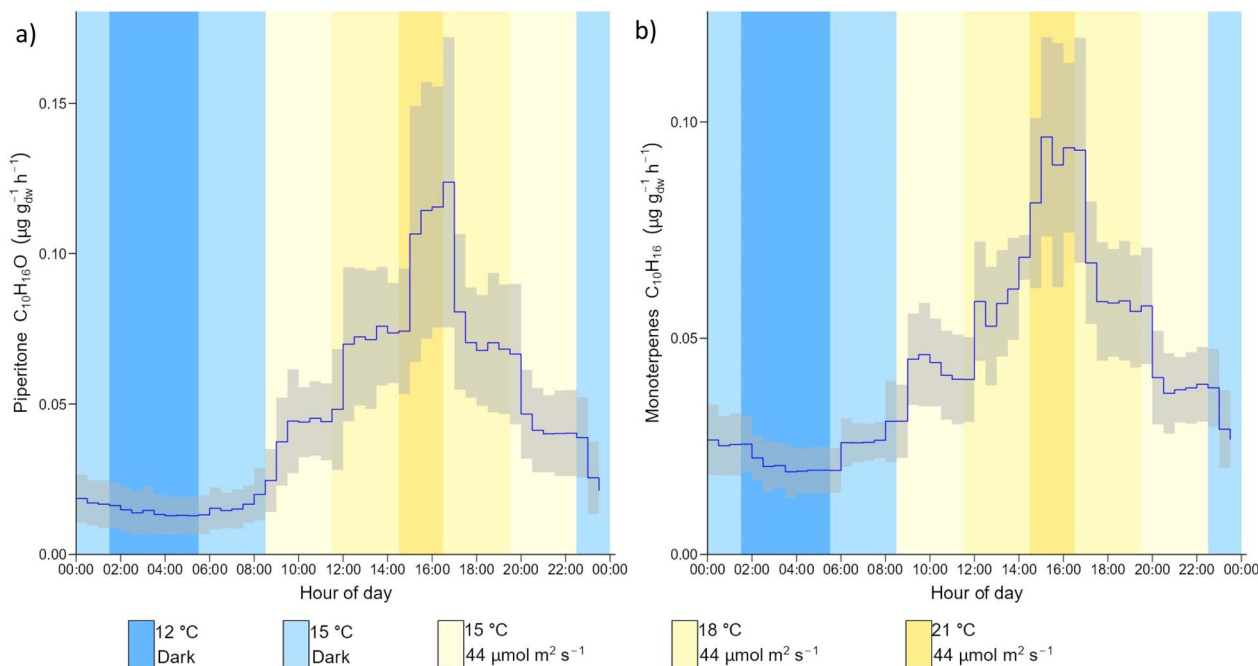 a)
Piperitone C₁₀H₁₆O (μg g⁻¹dw h⁻¹)
0.15
0.10
0.05
0.00
00:00 02:00 04:00 06:00 08:00 10:00 12:00 14:00 16:00 18:00 20:00 22:00 00:00
Hour of day
b)
Monoterpenes C₁₀H₁₆ (μg g⁻¹dw h⁻¹)
0.10
0.05
0.00
00:00 02:00 04:00 06:00 08:00 10:00 12:00 14:00 16:00 18:00 20:00 22:00 00:00
Hour of day
12 °C
Dark
15 °C
Dark
15 °C
44 μmol m² s⁻¹
18 °C
44 μmol m² s⁻¹
21 °C
44 μmol m² s⁻¹